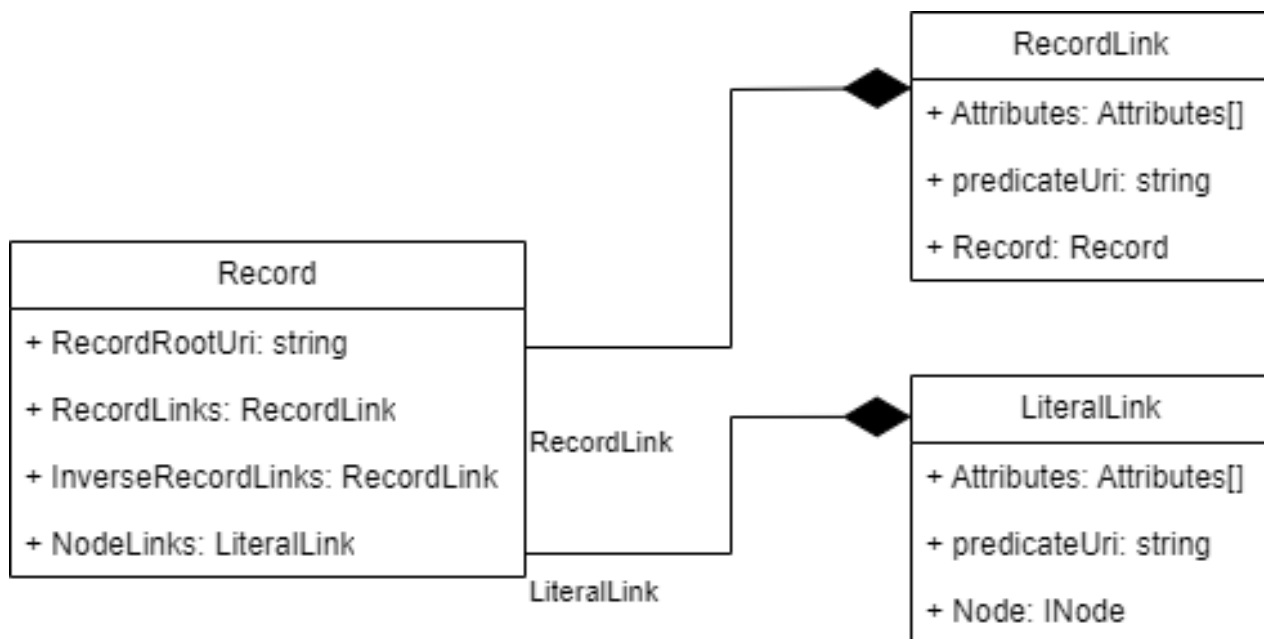 RecordLink
+ Attributes: Attributes[]
+ predicateUri: string
+ Record: Record
Record
+ RecordRootUri: string
+ RecordLinks: RecordLink
+ InverseRecordLinks: RecordLink
+ NodeLinks: LiteralLink
RecordLink
LiteralLink
LiteralLink
+ Attributes: Attributes[]
+ predicateUri: string
+ Node: INode